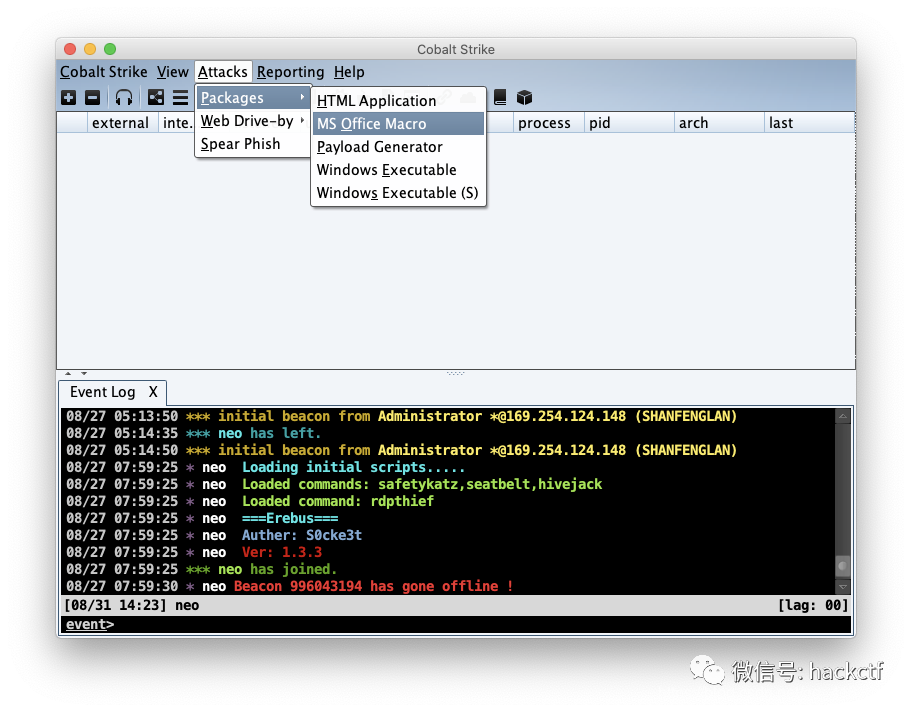 Cobalt Strike
Cobalt Strike View Attacks Reporting Help
Packages
Web Drive-by
Spear Phish
HTML Application
MS Office Macro
Payload Generator
Windows Executable
Windows Executable (S)
external inte. process pid arch last
Event Log X
08/27 05:13:50 *** initial beacon from Administrator *@169.254.124.148 (SHANFENGLAN)
08/27 05:14:35 *** neo has left.
08/27 05:14:50 *** initial beacon from Administrator *@169.254.124.148 (SHANFENGLAN)
08/27 07:59:25 * neo Loading initial scripts.....
08/27 07:59:25 * neo Loaded commands: safetykatz,seatbelt,hivejack
08/27 07:59:25 * neo Loaded command: rdpthief
08/27 07:59:25 * neo ===Erebus===
08/27 07:59:25 * neo Auther: S0cke3t
08/27 07:59:25 * neo Ver: 1.3.3
08/27 07:59:25 *** neo has joined.
08/27 07:59:30 * neo Beacon 996043194 has gone offline !
[08/31 14:23] neo [lag: 00]
event>
微信号: hackctf